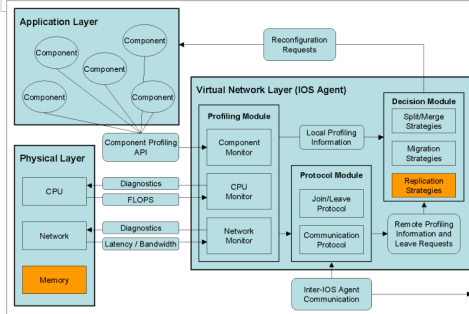 Application Layer
Component
Component
Component
Component
Component
Reconfiguration
Requests
Component Profiling
API
Virtual Network Layer (IOS Agent)
Profiling Module
Component
Monitor
CPU
Monitor
Network
Monitor
Local Profiling
Information
Decision Module
Split/Merge
Strategies
Migration
Strategies
Replication
Strategies
Protocol Module
Join/Leave
Protocol
Communication
Protocol
Remote Profiling
Information and
Leave Requests
Physical Layer
CPU
Network
Memory
Diagnostics
FLOPS
Diagnostics
Latency / Bandwidth
Inter-IOS Agent
Communication